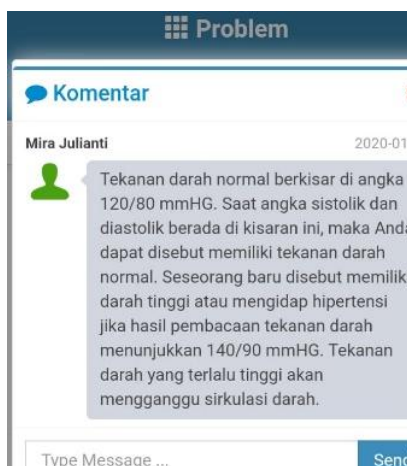 Problem
Komentar
Mira Julianti 2020-01
Tekanan darah normal berkisar di angka
120/80 mmHG. Saat angka sistolik dan
diastolik berada di kisaran ini, maka Anda
dapat disebut memiliki tekanan darah
normal. Seseorang baru disebut memilik
darah tinggi atau mengidap hipertensi
jika hasil pembacaan tekanan darah
menunjukkan 140/90 mmHG. Tekanan
darah yang terlalu tinggi akan
mengganggu sirkulasi darah.
Type Message ... Send